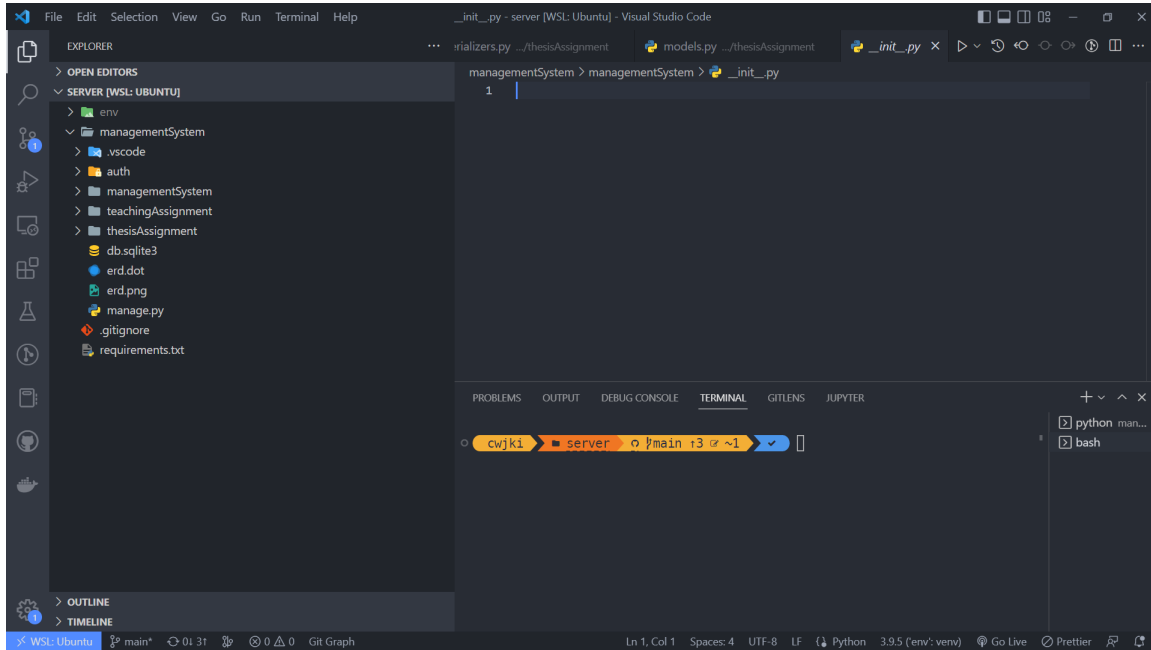 File Edit Selection View Go Run Terminal Help
__init__.py - server [WSL: Ubuntu] - Visual Studio Code
EXPLORER
OPEN EDITORS
SERVER [WSL: UBUNTU]
env
managementSystem
.vscode
auth
managementSystem
teachingAssignment
thesisAssignment
db.sqlite3
erd.dot
erd.png
manage.py
.gitignore
requirements.txt
OUTLINE
TIMELINE
erializers.py .../thesisAssignment
models.py .../thesisAssignment
__init__.py
managementSystem > managementSystem > __init__.py
1
PROBLEMS OUTPUT DEBUG CONSOLE TERMINAL GITLENS JUPYTER
cwjki server main ↑3 ~1
python man...
bash
1
1
WSL: Ubuntu main* 0↓ 3↑ 0 0 Git Graph
Ln 1, Col 1 Spaces: 4 UTF-8 LF Python 3.9.5 ('env': venv) Go Live Prettier